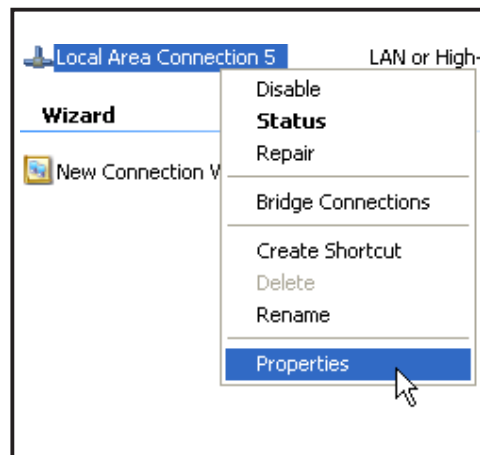 Local Area Connection 5 LAN or High-
Disable
Wizard
Status
Repair
New Connection W
Bridge Connections
Create Shortcut
Delete
Rename
Properties